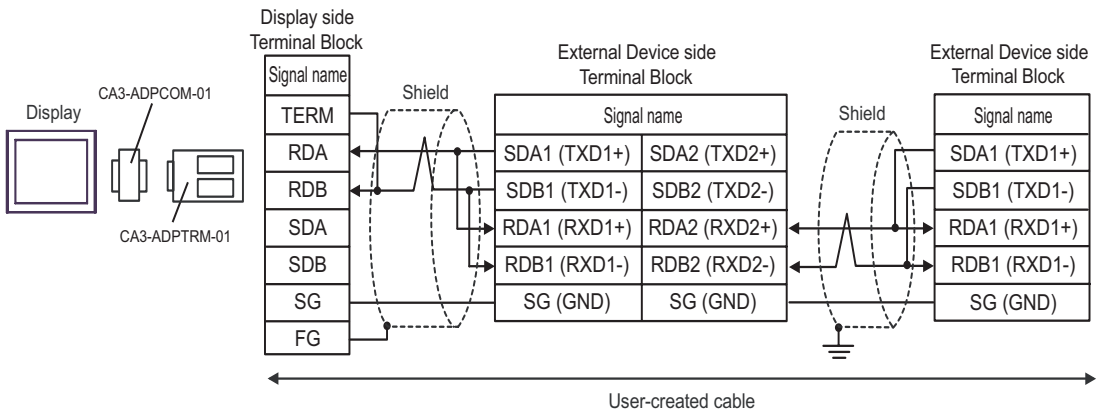 Display side
Terminal Block
External Device side
Terminal Block
External Device side
Terminal Block
Display
CA3-ADPCOM-01
CA3-ADPTRM-01
Signal name
TERM
RDA
RDB
SDA
SDB
SG
FG
Shield
Signal name
SDA1 (TXD1+) SDA2 (TXD2+)
SDB1 (TXD1-) SDB2 (TXD2-)
RDA1 (RXD1+) RDA2 (RXD2+)
RDB1 (RXD1-) RDB2 (RXD2-)
SG (GND) SG (GND)
Shield
Signal name
SDA1 (TXD1+)
SDB1 (TXD1-)
RDA1 (RXD1+)
RDB1 (RXD1-)
SG (GND)
User-created cable